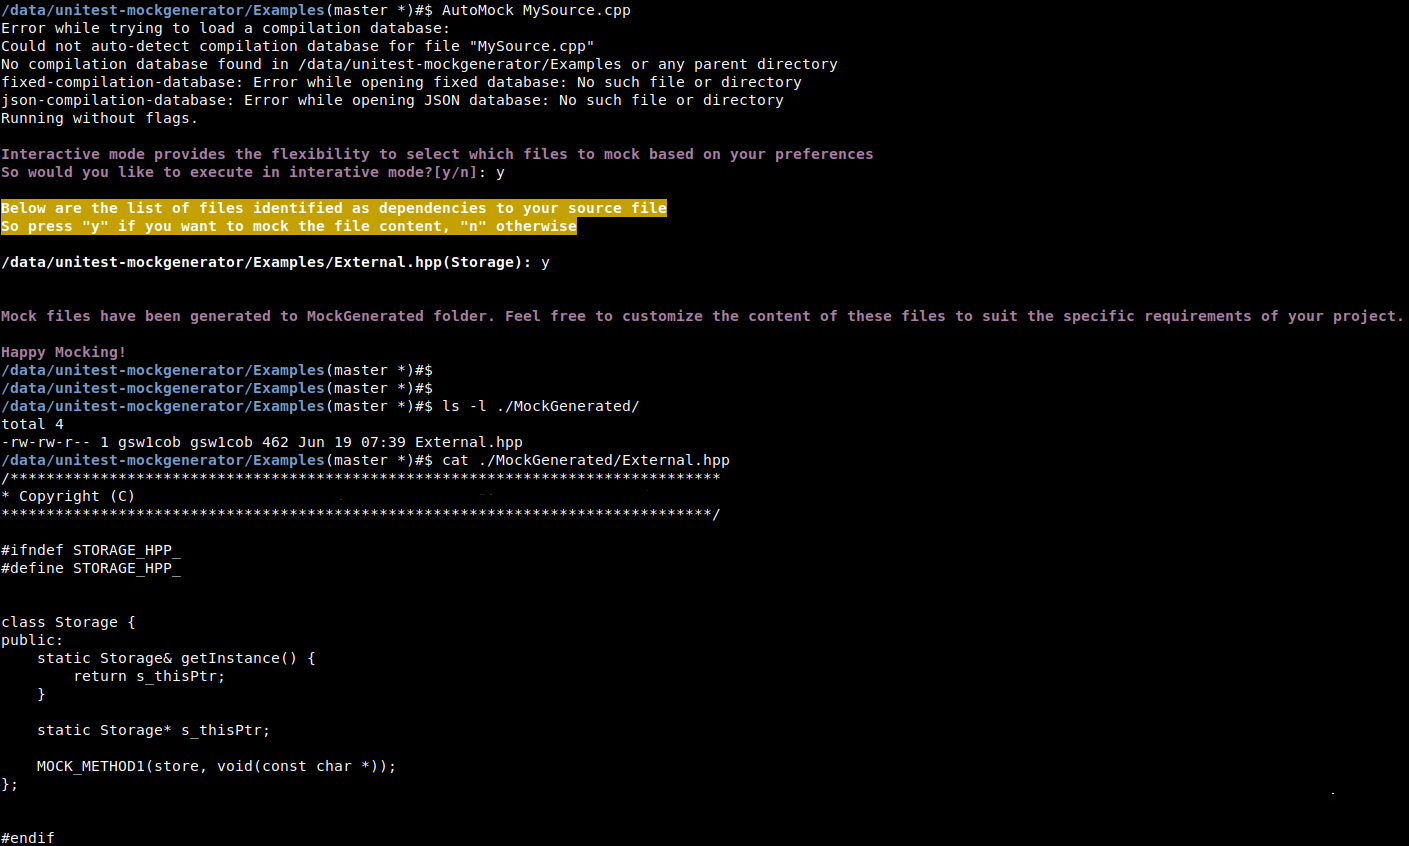 /data/unitest-mockgenerator/Examples(master *)#$ AutoMock MySource.cpp
Error while trying to load a compilation database:
Could not auto-detect compilation database for file "MySource.cpp"
No compilation database found in /data/unitest-mockgenerator/Examples or any parent directory
fixed-compilation-database: Error while opening fixed database: No such file or directory
json-compilation-database: Error while opening JSON database: No such file or directory
Running without flags.
Interactive mode provides the flexibility to select which files to mock based on your preferences
So would you like to execute in interative mode?[y/n]: y
Below are the list of files identified as dependencies to your source file
So press "y" if you want to mock the file content, "n" otherwise
/data/unitest-mockgenerator/Examples/External.hpp(Storage): y
Mock files have been generated to MockGenerated folder. Feel free to customize the content of these files to suit the specific requirements of your project.
Happy Mocking!
/data/unitest-mockgenerator/Examples(master *)#$
/data/unitest-mockgenerator/Examples(master *)#$
/data/unitest-mockgenerator/Examples(master *)#$ ls -l ./MockGenerated/
total 4
-rw-rw-r-- 1 gsw1cob gsw1cob 462 Jun 19 07:39 External.hpp
/data/unitest-mockgenerator/Examples(master *)#$ cat ./MockGenerated/External.hpp
/*******************************************************************************
* Copyright (C)
*******************************************************************************/
#ifndef STORAGE_HPP_
#define STORAGE_HPP_
class Storage {
public:
    static Storage& getInstance() {
        return s_thisPtr;
    }
    static Storage* s_thisPtr;
    MOCK_METHOD1(store, void(const char *));
};
#endif